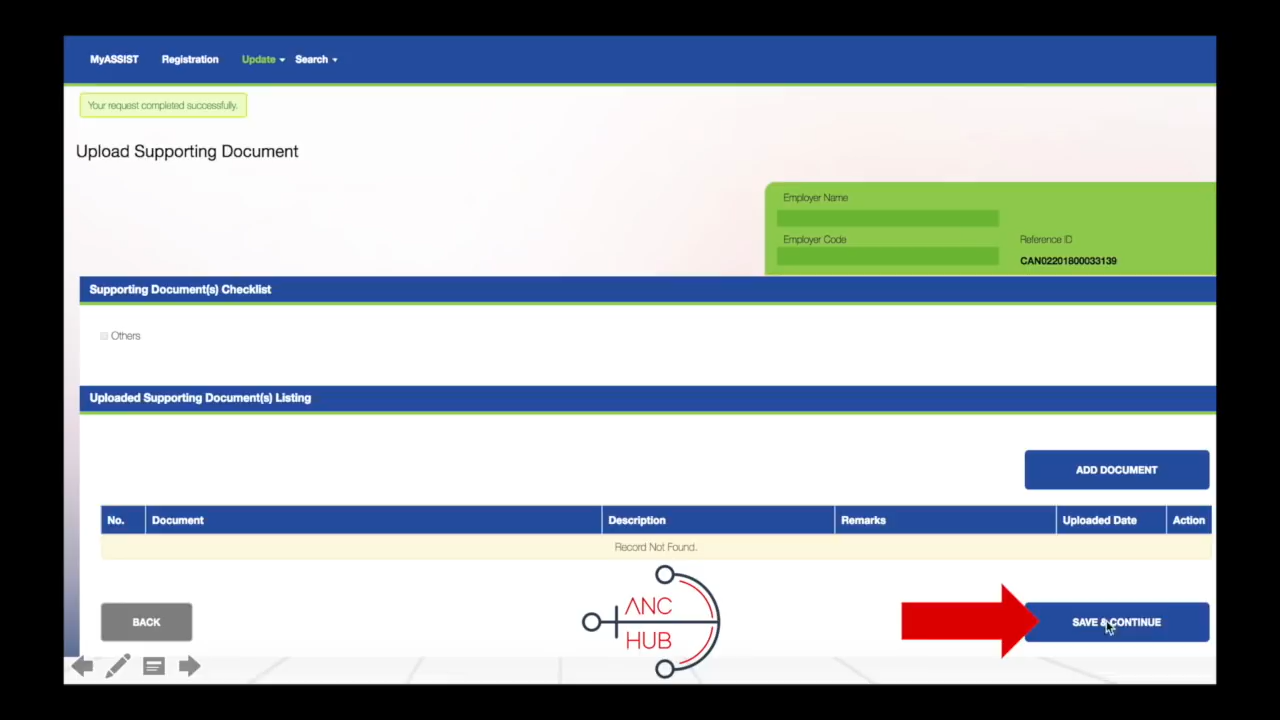 MyASSIST Registration Update Search
Your request completed successfully.
Upload Supporting Document
Employer Name
Employer Code Reference ID
CAN02201800033139
Supporting Document(s) Checklist
Others
Uploaded Supporting Document(s) Listing
ADD DOCUMENT
No. Document Description Remarks Uploaded Date Action
Record Not Found.
ANC
HUB
BACK
SAVE & CONTINUE